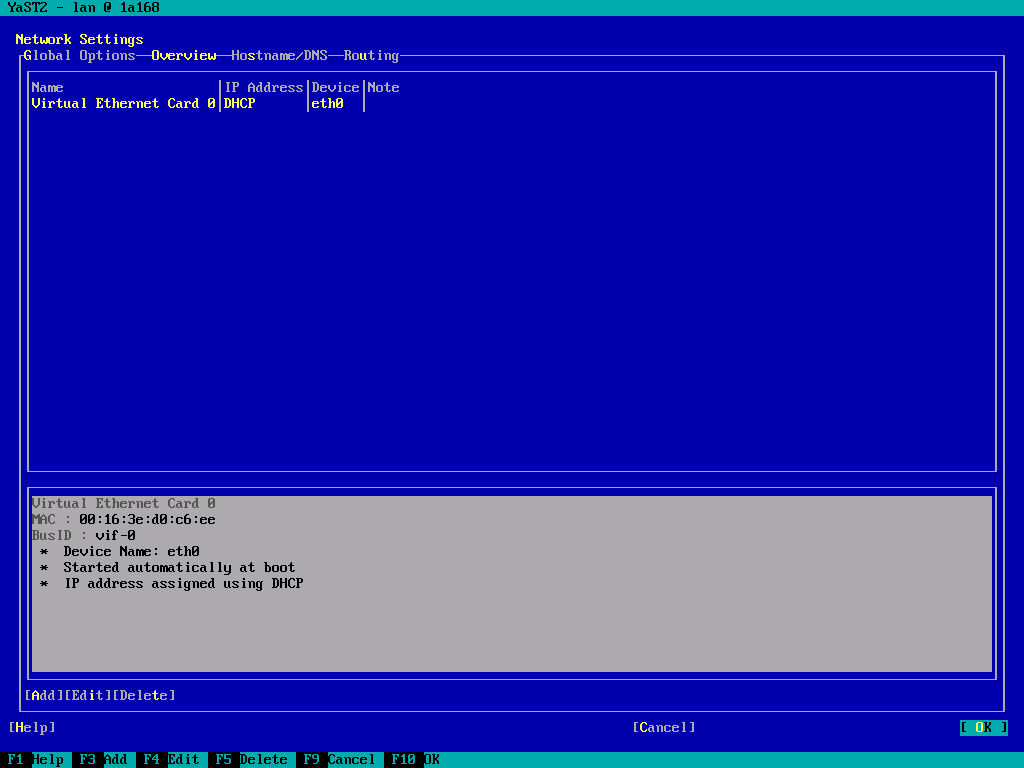 YaST2 - lan @ 1a168
Network Settings
Global Options Overview Hostname/DNS Routing
Name IP Address Device Note
Virtual Ethernet Card 0 DHCP eth0
Virtual Ethernet Card 0
MAC : 00:16:3e:d0:c6:ee
BusID : vif-0
* Device Name: eth0
* Started automatically at boot
* IP address assigned using DHCP
[Add][Edit][Delete]
[Help] [Cancel] [ OK ]
F1 Help F3 Add F4 Edit F5 Delete F9 Cancel F10 OK